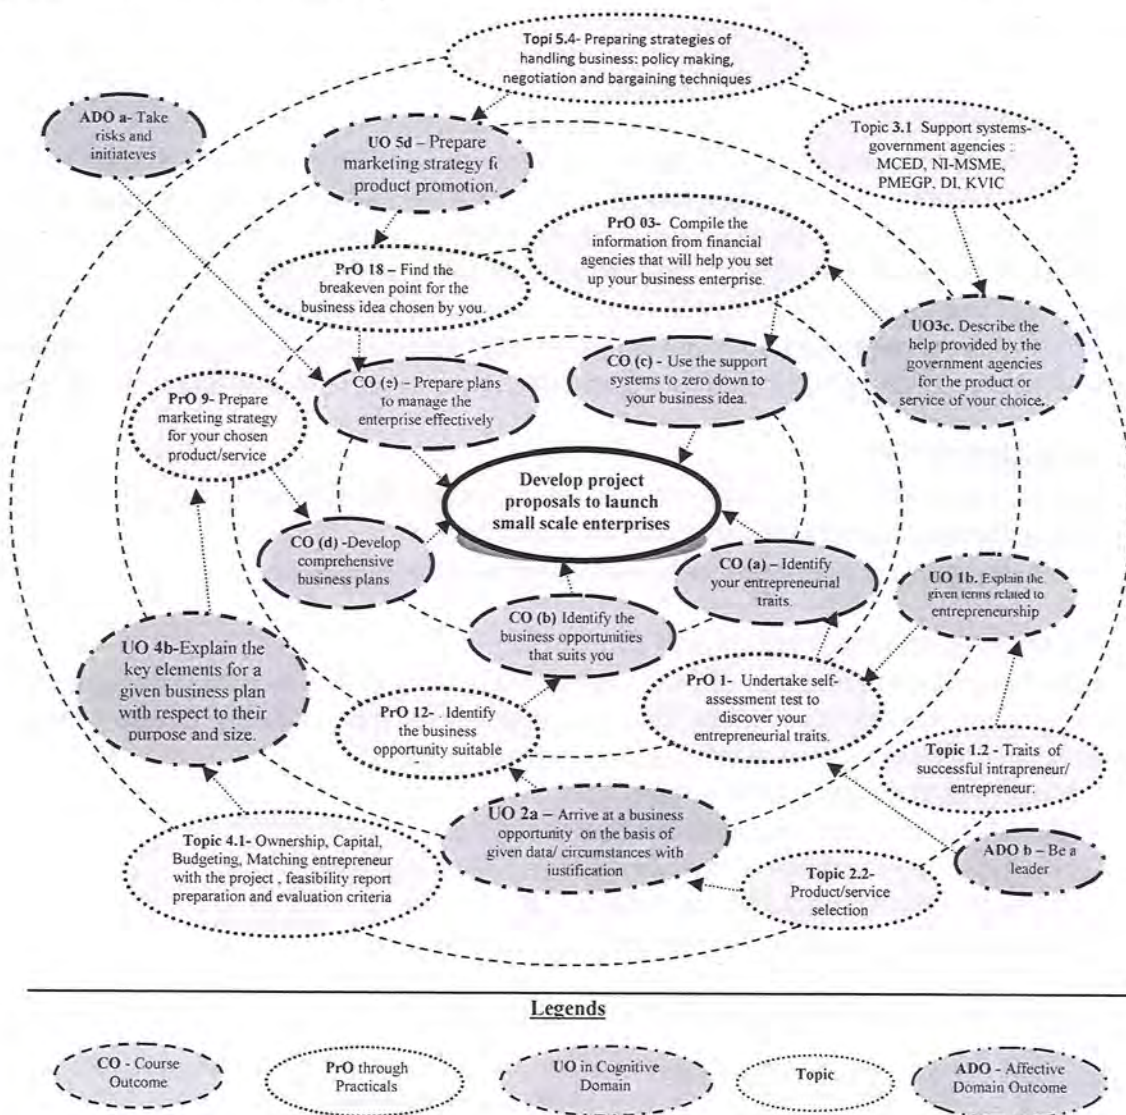 Topi 5.4- Preparing strategies of
handling business: policy making,
negotiation and bargaining techniques
ADO a- Take
risks and
initiateves
UO 5d – Prepare
marketing strategy f
product promotion.
Topic 3.1 Support systems-
government agencies :
MCED, NI-MSME,
PMEGP, DI, KVIC
PrO 03- Compile the
information from financial
agencies that will help you set
up your business enterprise.
PrO 18 – Find the
breakeven point for the
business idea chosen by you.
UO3c. Describe the
help provided by the
government agencies
for the product or
service of your choice.
CO (c) - Use the support
systems to zero down to
your business idea.
CO (e) – Prepare plans
to manage the
enterprise effectively
PrO 9- Prepare
marketing strategy
for your chosen
product/service
Develop project
proposals to launch
small scale enterprises
CO (d) -Develop
comprehensive
business plans
CO (a) – Identify
your entrepreneurial
traits.
UO 1b. Explain the
given terms related to
entrepreneurship
CO (b) Identify the
business opportunities
that suits you
UO 4b-Explain the
key elements for a
given business plan
with respect to their
purpose and size.
PrO 1- Undertake self-
assessment test to
discover your
entrepreneurial traits.
PrO 12- . Identify
the business
opportunity suitable
Topic 1.2 - Traits of
successful intrapreneur/
entrepreneur:
UO 2a – Arrive at a business
opportunity on the basis of
given data/ circumstances with
justification
Topic 4.1- Ownership, Capital,
Budgeting, Matching entrepreneur
with the project , feasibility report
preparation and evaluation criteria
ADO b – Be a
leader
Topic 2.2-
Product/service
selection
Legends
CO - Course
Outcome
PrO through
Practicals
UO in Cognitive
Domain
Topic
ADO - Affective
Domain Outcome